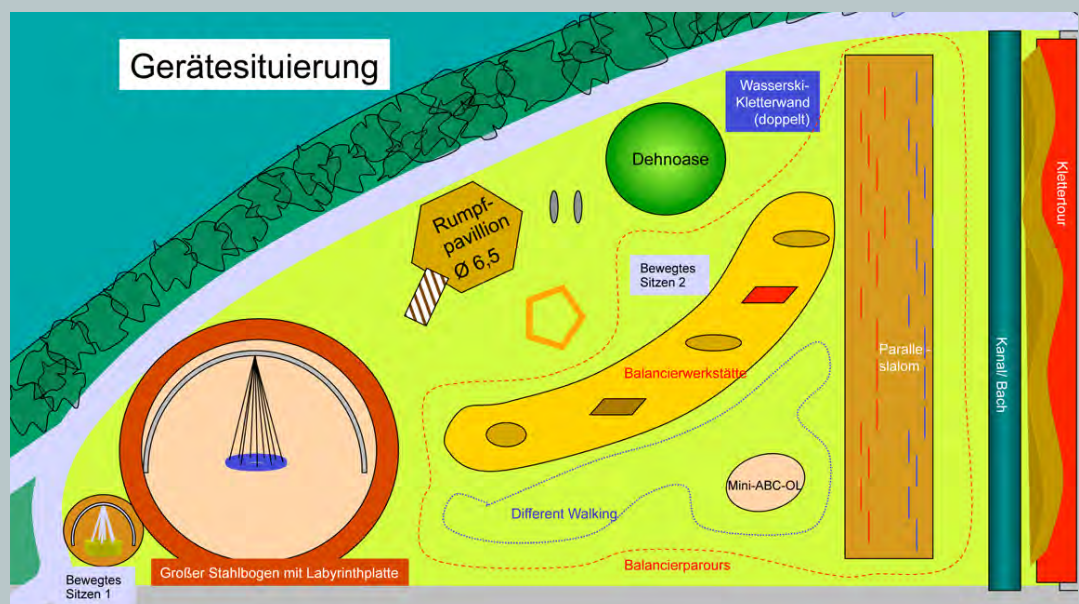 Gerätesituierung
Wasserski-
Kletterwand
(doppelt)
Dehnoase
Rumpf-
pavillion
Ø 6,5
Klettertour
Bewegtes
Sitzen 2
Kanal/ Bach
Paralle -
slalom
Balancierwerkstätte
Mini-ABC-OL
Different Walking
Balancierparours
Großer Stahlbogen mit Labyrinthplatte
Bewegtes
Sitzen 1